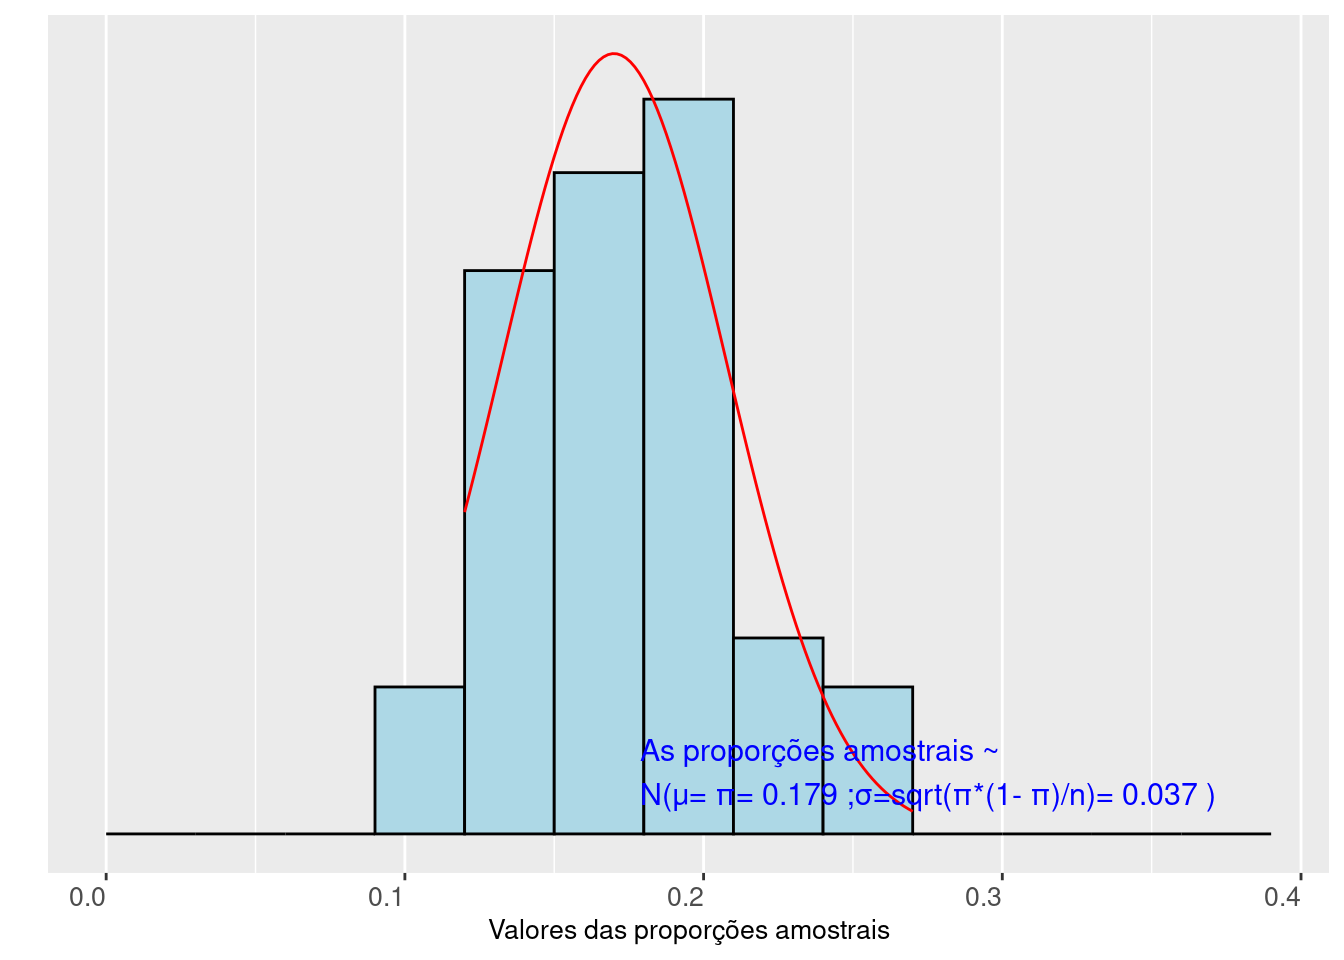 As proporções amostrais ~
N(μ= π= 0.179 ;σ=sqrt(π*(1- π)/n)= 0.037 )
0.0 0.1 0.2 0.3 0.4
Valores das proporções amostrais